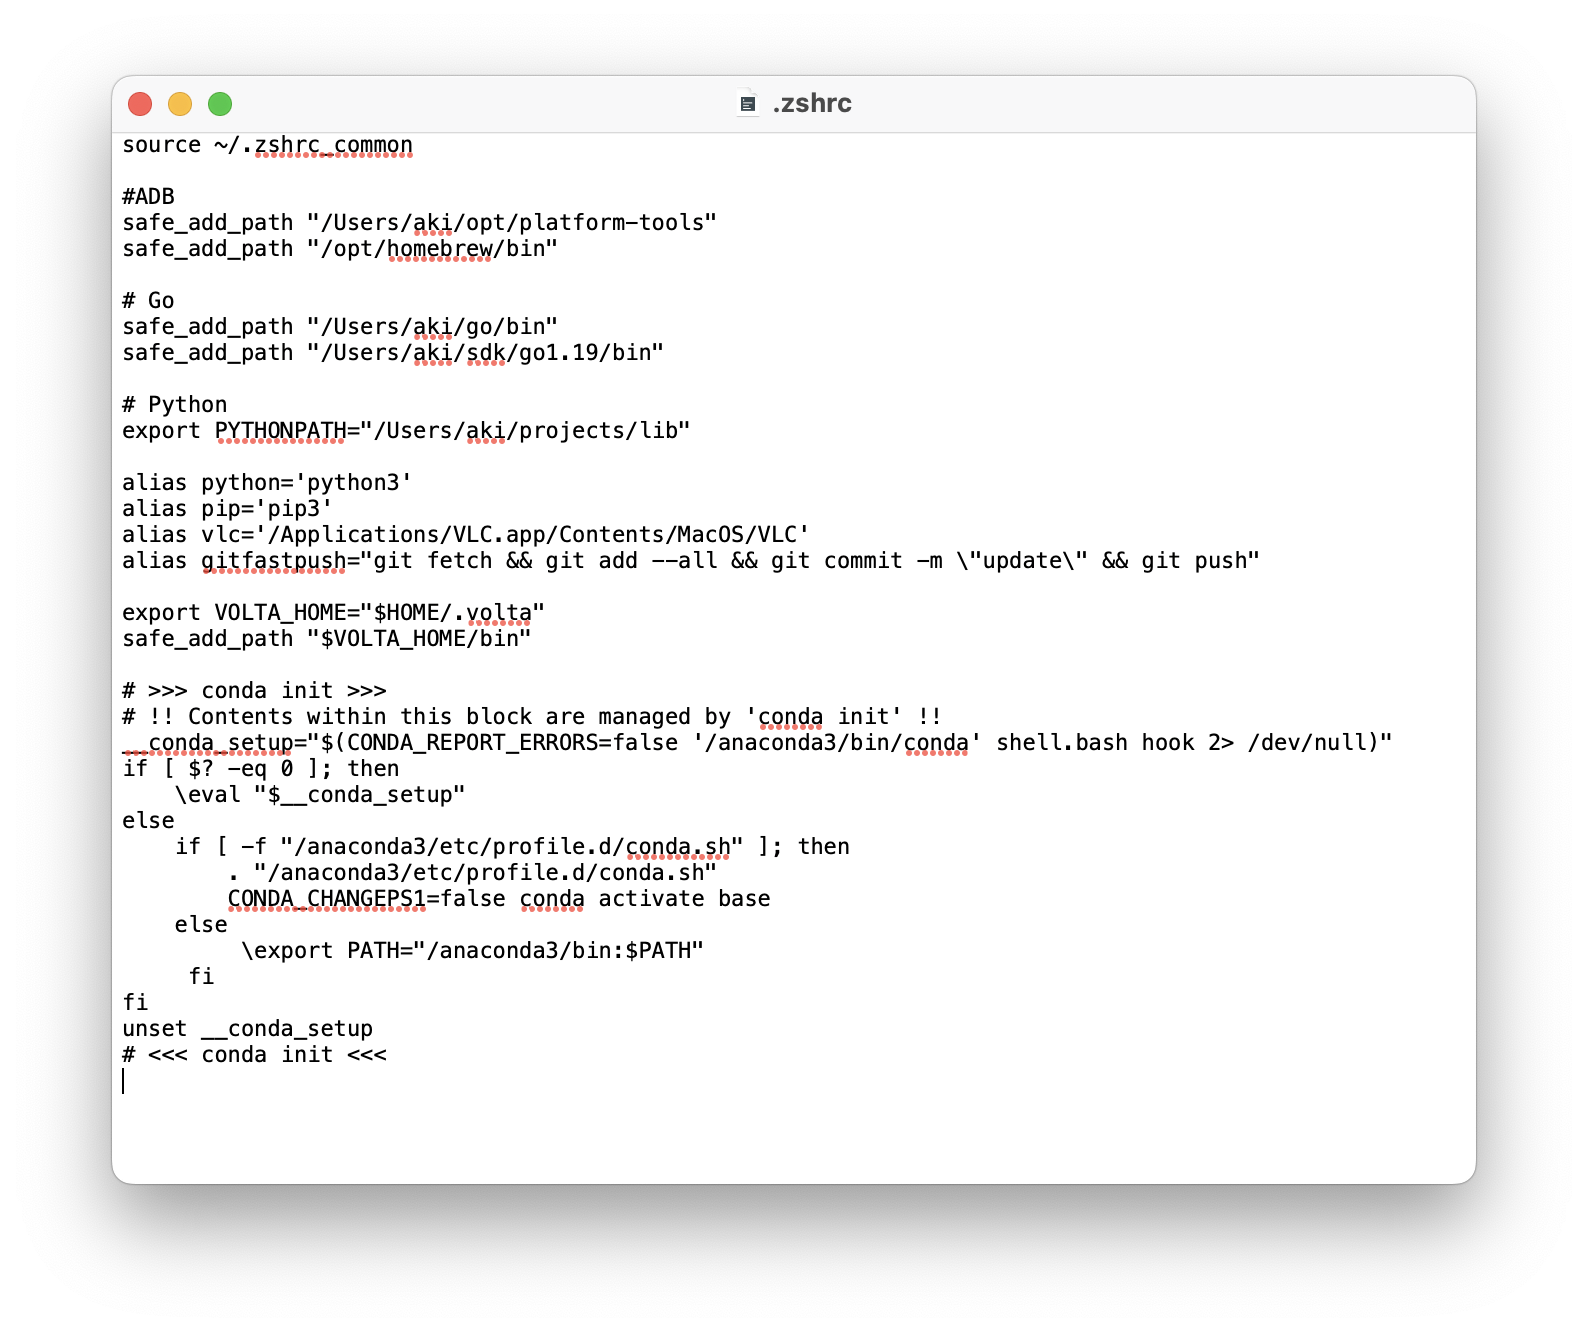 .zshrc
source ~/.zshrc_common
#ADB
safe_add_path "/Users/aki/opt/platform-tools"
safe_add_path "/opt/homebrew/bin"
# Go
safe_add_path "/Users/aki/go/bin"
safe_add_path "/Users/aki/sdk/go1.19/bin"
# Python
export PYTHONPATH="/Users/aki/projects/lib"
alias python='python3'
alias pip='pip3'
alias vlc='/Applications/VLC.app/Contents/MacOS/VLC'
alias gitfastpush="git fetch && git add --all && git commit -m \"update\" && git push"
export VOLTA_HOME="$HOME/.volta"
safe_add_path "$VOLTA_HOME/bin"
# >>> conda init >>>
# !! Contents within this block are managed by 'conda init' !!
__conda_setup="$(CONDA_REPORT_ERRORS=false '/anaconda3/bin/conda' shell.bash hook 2> /dev/null)"
if [ $? -eq 0 ]; then
    \eval "$__conda_setup"
else
    if [ -f "/anaconda3/etc/profile.d/conda.sh" ]; then
        . "/anaconda3/etc/profile.d/conda.sh"
        CONDA_CHANGEPS1=false conda activate base
    else
         \export PATH="/anaconda3/bin:$PATH"
     fi
fi
unset __conda_setup
# <<< conda init <<<